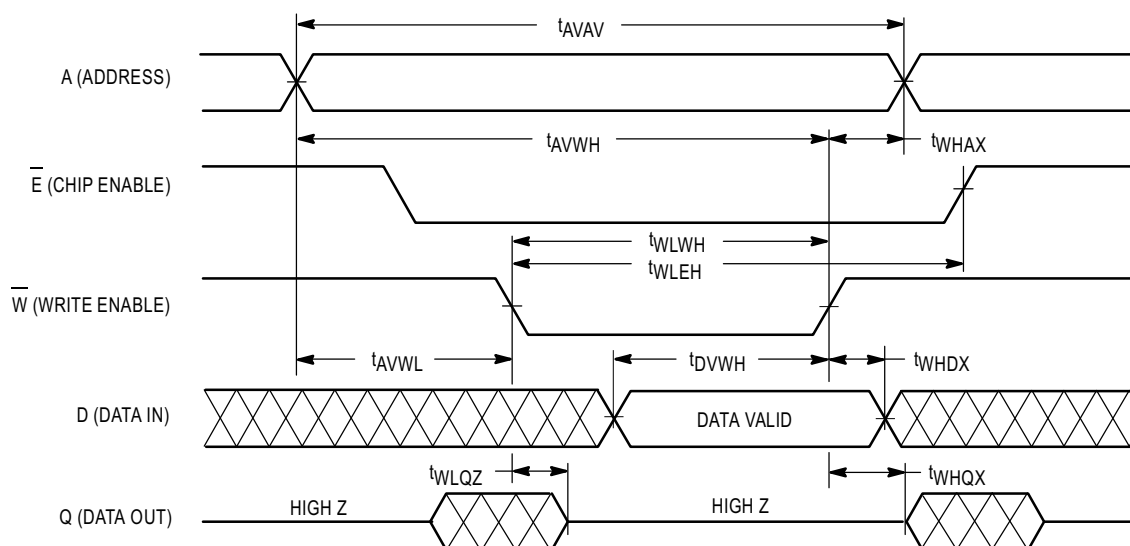 tAVAV
A (ADDRESS)
tAVWH
tWHAX
E (CHIP ENABLE)
tWLWH
tWLEH
W (WRITE ENABLE)
tAVWL
tDVWH
tWHDX
D (DATA IN)
DATA VALID
tWLQZ
tWHQX
Q (DATA OUT)
HIGH Z
HIGH Z